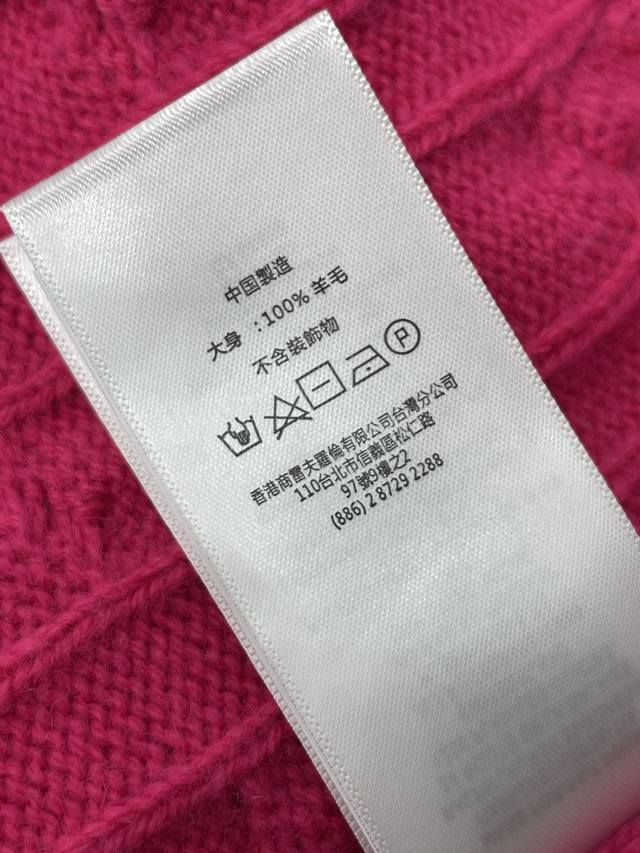 中国製造
大身 :100% 羊毛
不含裝飾物
P
香港商雷夫羅倫有限公司台灣分公司
110台北市信義區松仁路
97號9樓之2
(886) 2 8729 2288